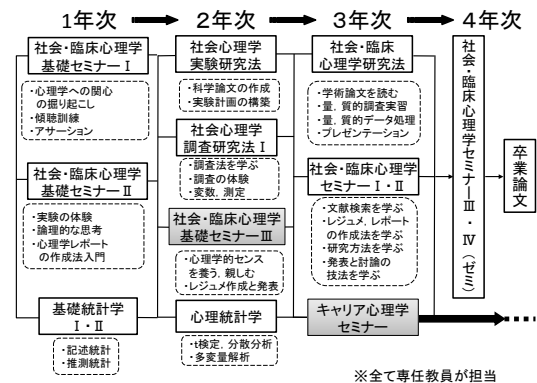 1年次 2年次 3年次 4年次
社会・臨床心理学
基礎セミナーⅠ
・心理学への関心
の掘り起こし
・傾聴訓練
・アサーション
社会・臨床心理学
基礎セミナーⅡ
・実験の体験
・論理的な思考
・心理学レポート
の作成法入門
基礎統計学
Ⅰ・Ⅱ
・記述統計
・推測統計
社会心理学
実験研究法
・科学論文の作成
・実験計画の構築
社会心理学
調査研究法Ⅰ
・調査法を学ぶ
・調査の体験
・変数，測定
社会・臨床心理学
基礎セミナーⅢ
・心理学的センス
を養う，親しむ
・レジュメ作成と発表
心理統計学
・t検定，分散分析
・多変量解析
社会・臨床
心理学研究法
・学術論文を読む
・量，質的調査実習
・量，質的データ処理
・プレゼンテーション
社会・臨床心理学
セミナーⅠ・Ⅱ
・文献検索を学ぶ
・レジュメ，レポート
の作成法を学ぶ
・研究方法を学ぶ
・発表と討論の
技法を学ぶ
キャリア心理学
セミナー
社会・臨床心理学セミナーⅢ・Ⅳ（ゼミ）
卒業論文
※全て専任教員が担当